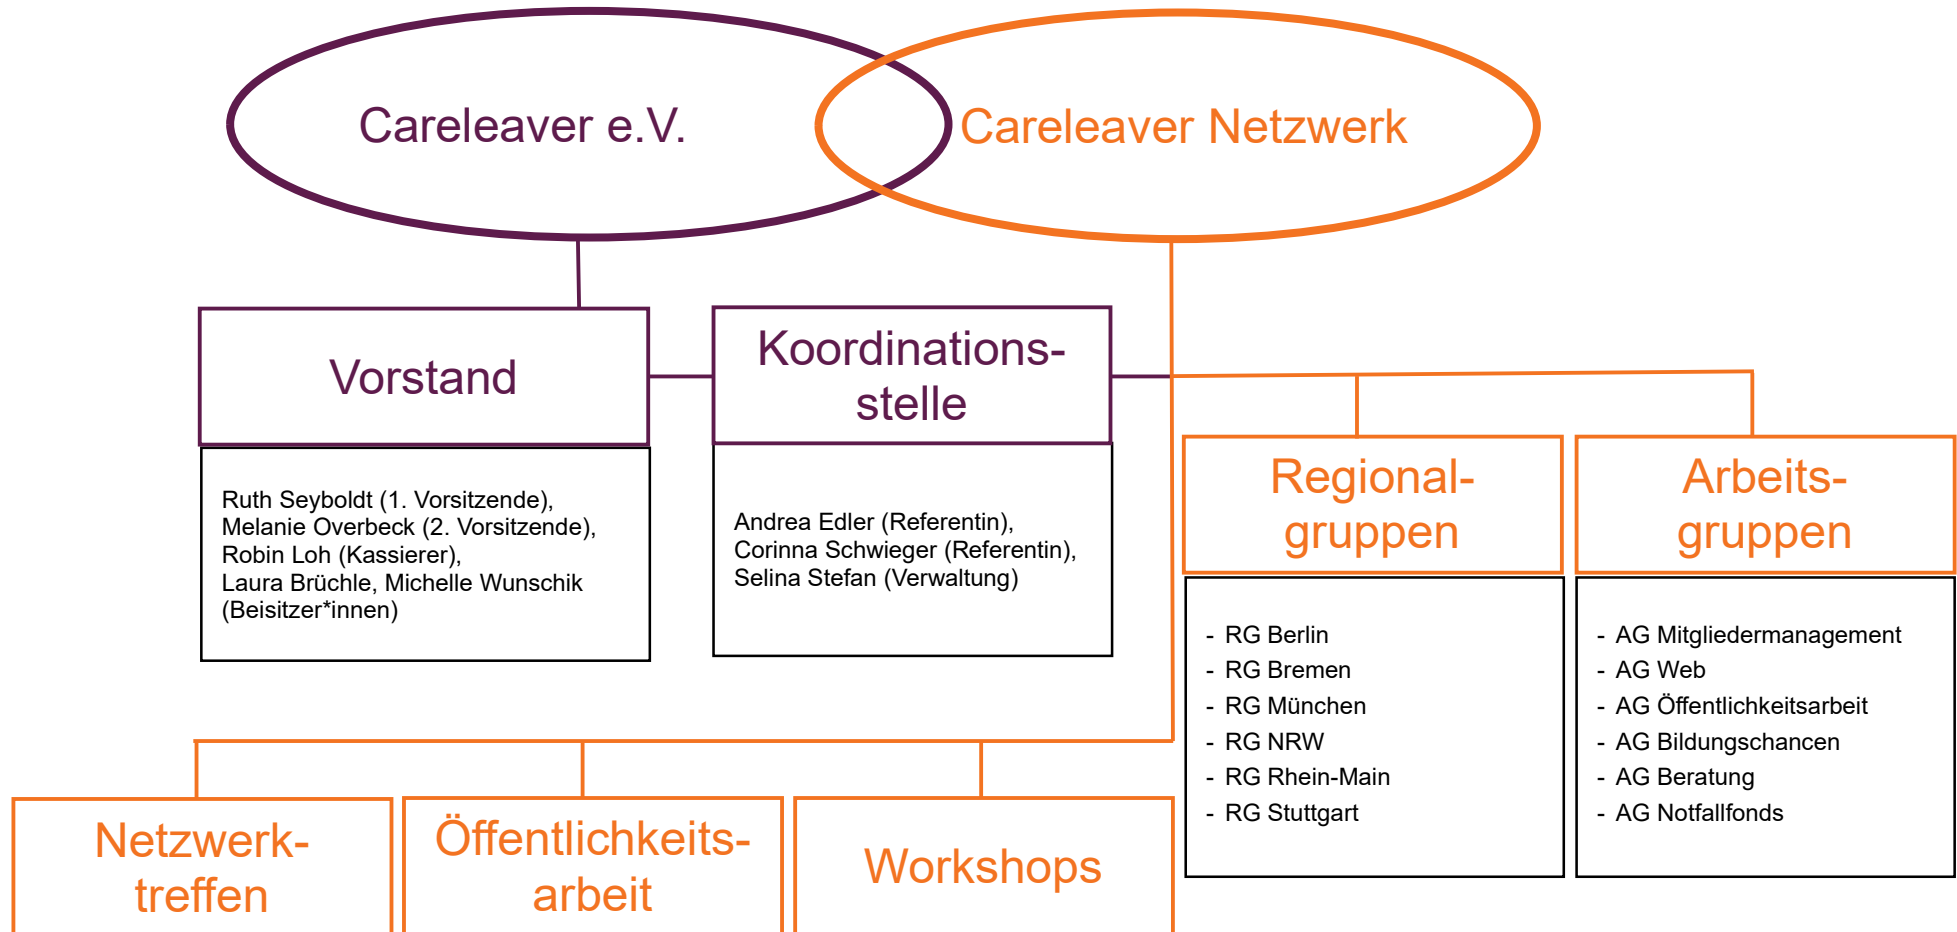 Careleaver e.V.
Careleaver Netzwerk
Vorstand
Koordinations-
stelle
Ruth Seyboldt (1. Vorsitzende),
Melanie Overbeck (2. Vorsitzende),
Robin Loh (Kassierer),
Laura Brüchle, Michelle Wunschik
(Beisitzer*innen)
Andrea Edler (Referentin),
Corinna Schwieger (Referentin),
Selina Stefan (Verwaltung)
Regional-
gruppen
- RG Berlin
- RG Bremen
- RG München
- RG NRW
- RG Rhein-Main
- RG Stuttgart
Arbeits-
gruppen
- AG Mitgliedermanagement
- AG Web
- AG Öffentlichkeitsarbeit
- AG Bildungschancen
- AG Beratung
- AG Notfallfonds
Netzwerk-
treffen
Öffentlichkeits-
arbeit
Workshops